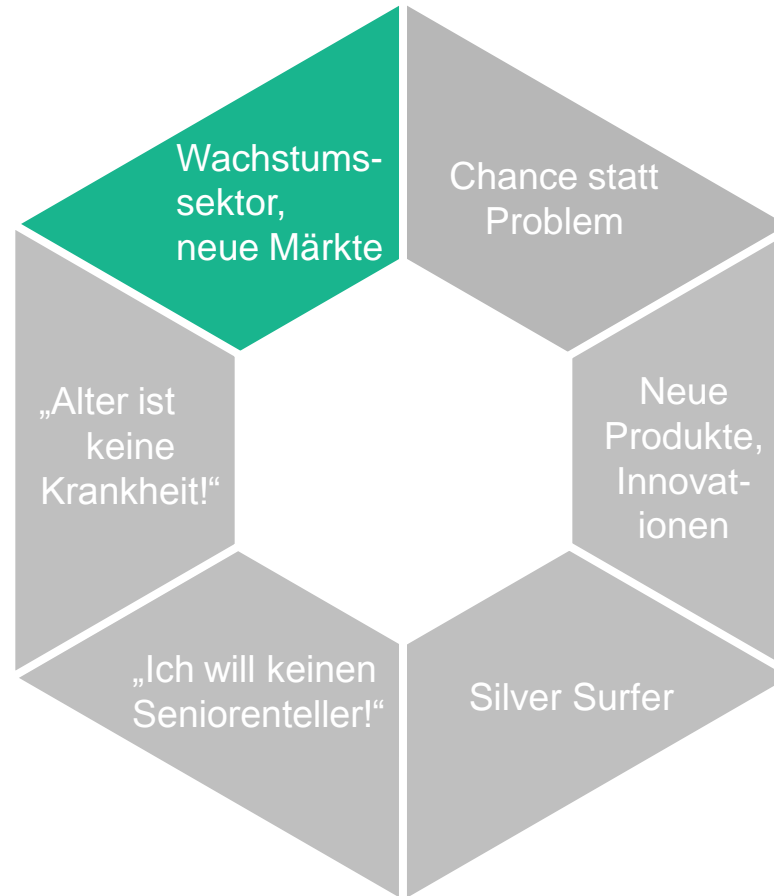 Wachstums-
sektor,
neue Märkte
Chance statt
Problem
Neue
Produkte,
Innovat-
ionen
Silver Surfer
„Ich will keinen
Seniorenteller!“
„Alter ist
keine
Krankheit!“